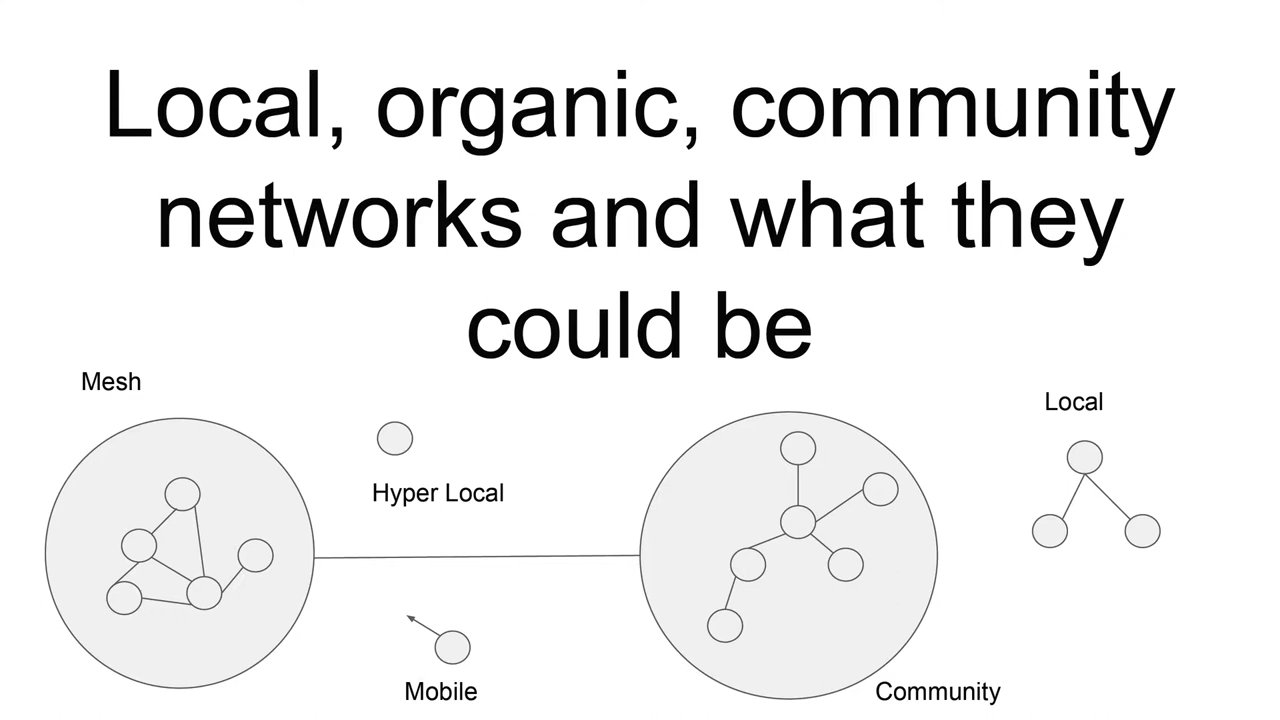 Local, organic, community
networks and what they
could be
Mesh
Local
Hyper Local
Mobile
Community